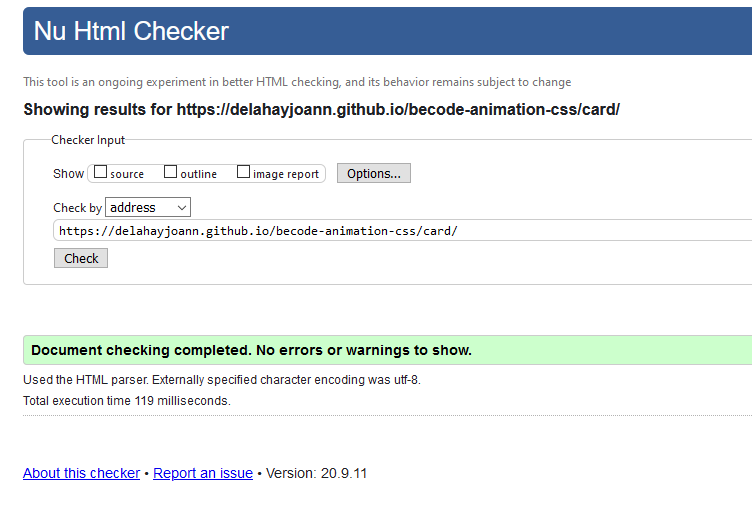 Nu Html Checker
This tool is an ongoing experiment in better HTML checking, and its behavior remains subject to change
Showing results for https://delahayjoann.github.io/becode-animation-css/card/
Checker Input
Show source outline image report Options...
Check by address
https://delahayjoann.github.io/becode-animation-css/card/
Check
Document checking completed. No errors or warnings to show.
Used the HTML parser. Externally specified character encoding was utf-8.
Total execution time 119 milliseconds.
About this checker • Report an issue • Version: 20.9.11